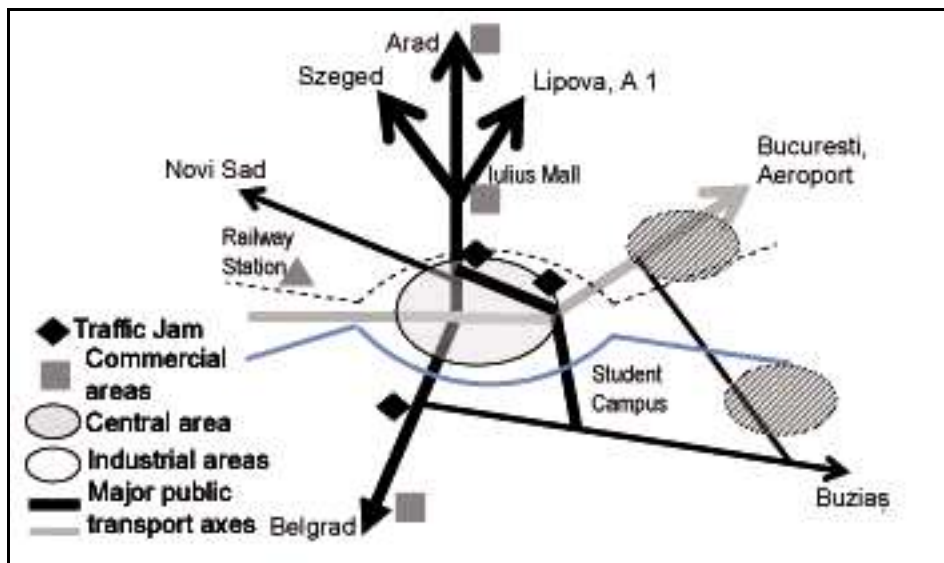 Arad
Szeged
Lipova, A 1
Bucuresti,
Aeroport
Novi Sad
Iulius Mall
Railway
Station
Traffic Jam
Commercial
areas
Central area
Industrial areas
Major public
transport axes
Student
Campus
Belgrad
Buziaș